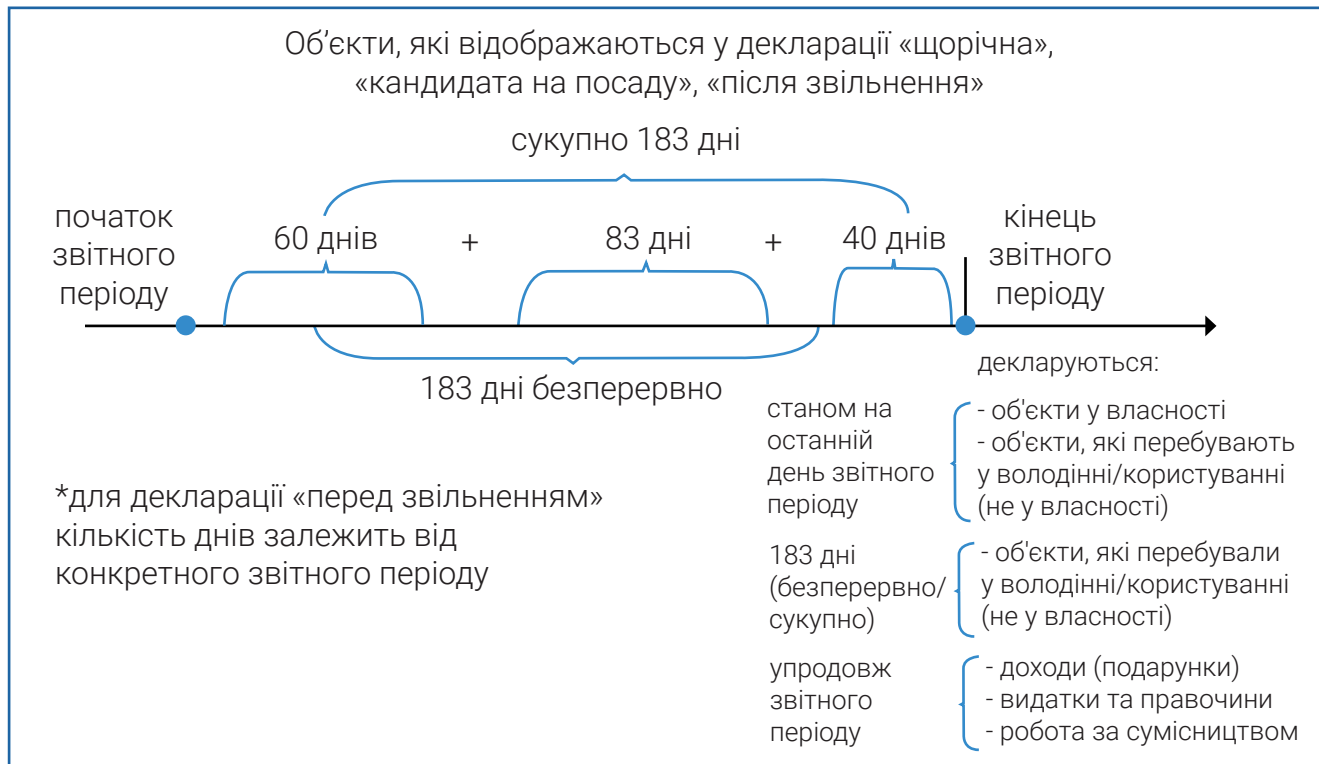 Об’єкти, які відображаються у декларації «щорічна»,
«кандидата на посаду», «після звільнення»
сукупно 183 дні
початок
звітного
періоду
60 днів + 83 дні + 40 днів
кінець
звітного
періоду
183 дні безперервно
декларуються:
станом на
останній
день звітного
періоду
- об'єкти у власності
- об'єкти, які перебувають
у володінні/користуванні
(не у власності)
*для декларації «перед звільненням»
кількість днів залежить від
конкретного звітного періоду
183 дні
(безперервно/
сукупно)
- об'єкти, які перебували
у володінні/користуванні
(не у власності)
упродовж
звітного
періоду
- доходи (подарунки)
- видатки та правочини
- робота за сумісництвом